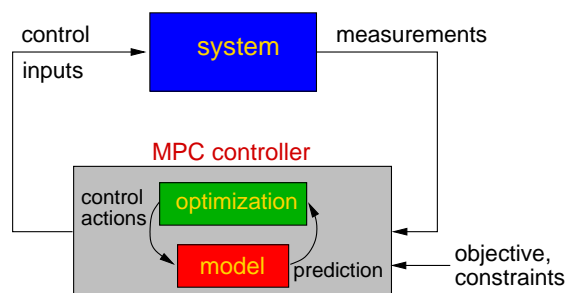 control
inputs
system
measurements
MPC controller
control
actions
optimization
model
prediction
objective,
constraints